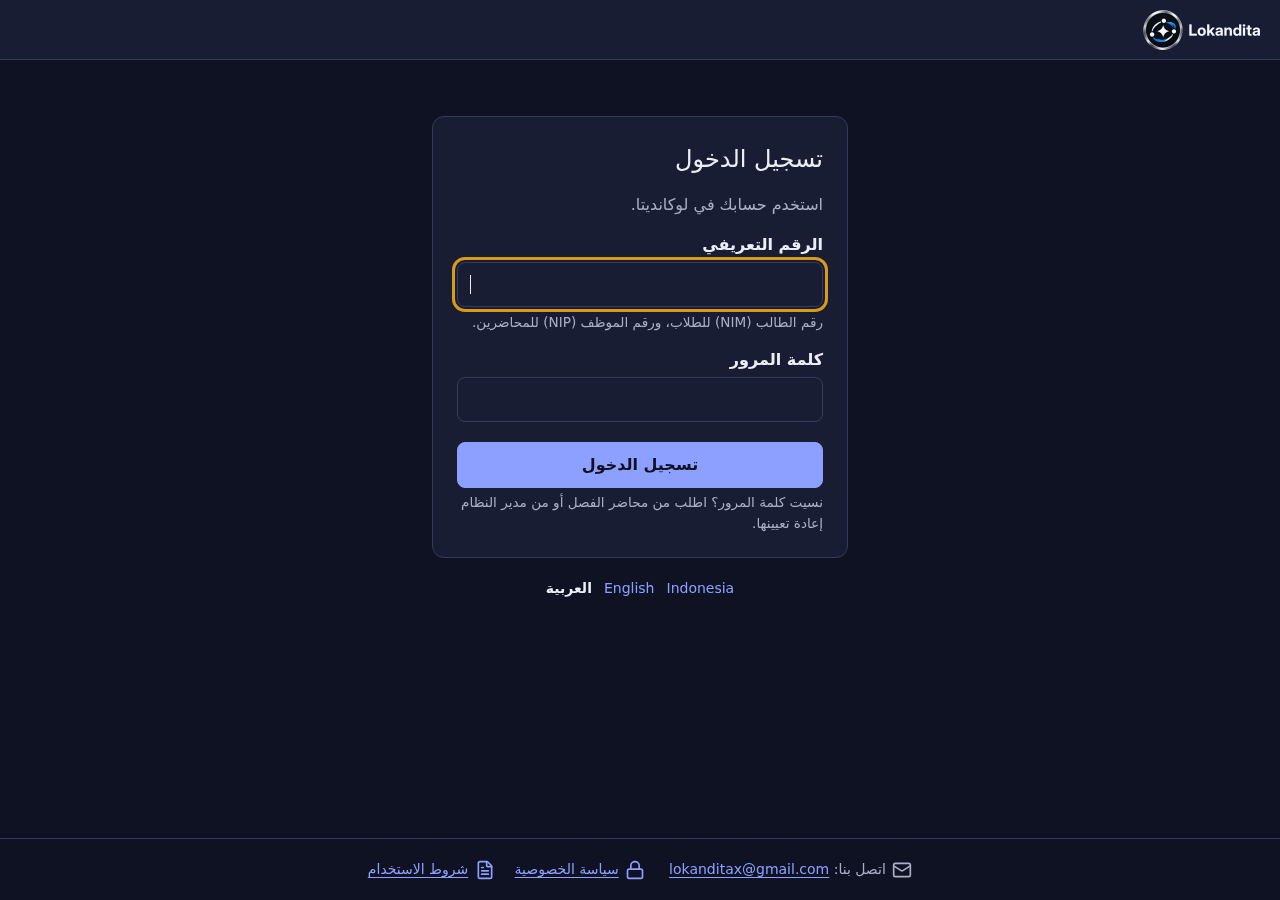 Lokandita
تسجيل الدخول
استخدم حسابك في لوكانديتا.
الرقم التعريفي
رقم الطالب (NIM) للطلاب، ورقم الموظف (NIP) للمحاضرين.
كلمة المرور
تسجيل الدخول
نسيت كلمة المرور؟ اطلب من محاضر الفصل أو من مدير النظام
إعادة تعيينها.
Indonesia English العربية
اتصل بنا: lokanditax@gmail.com سياسة الخصوصية شروط الاستخدام